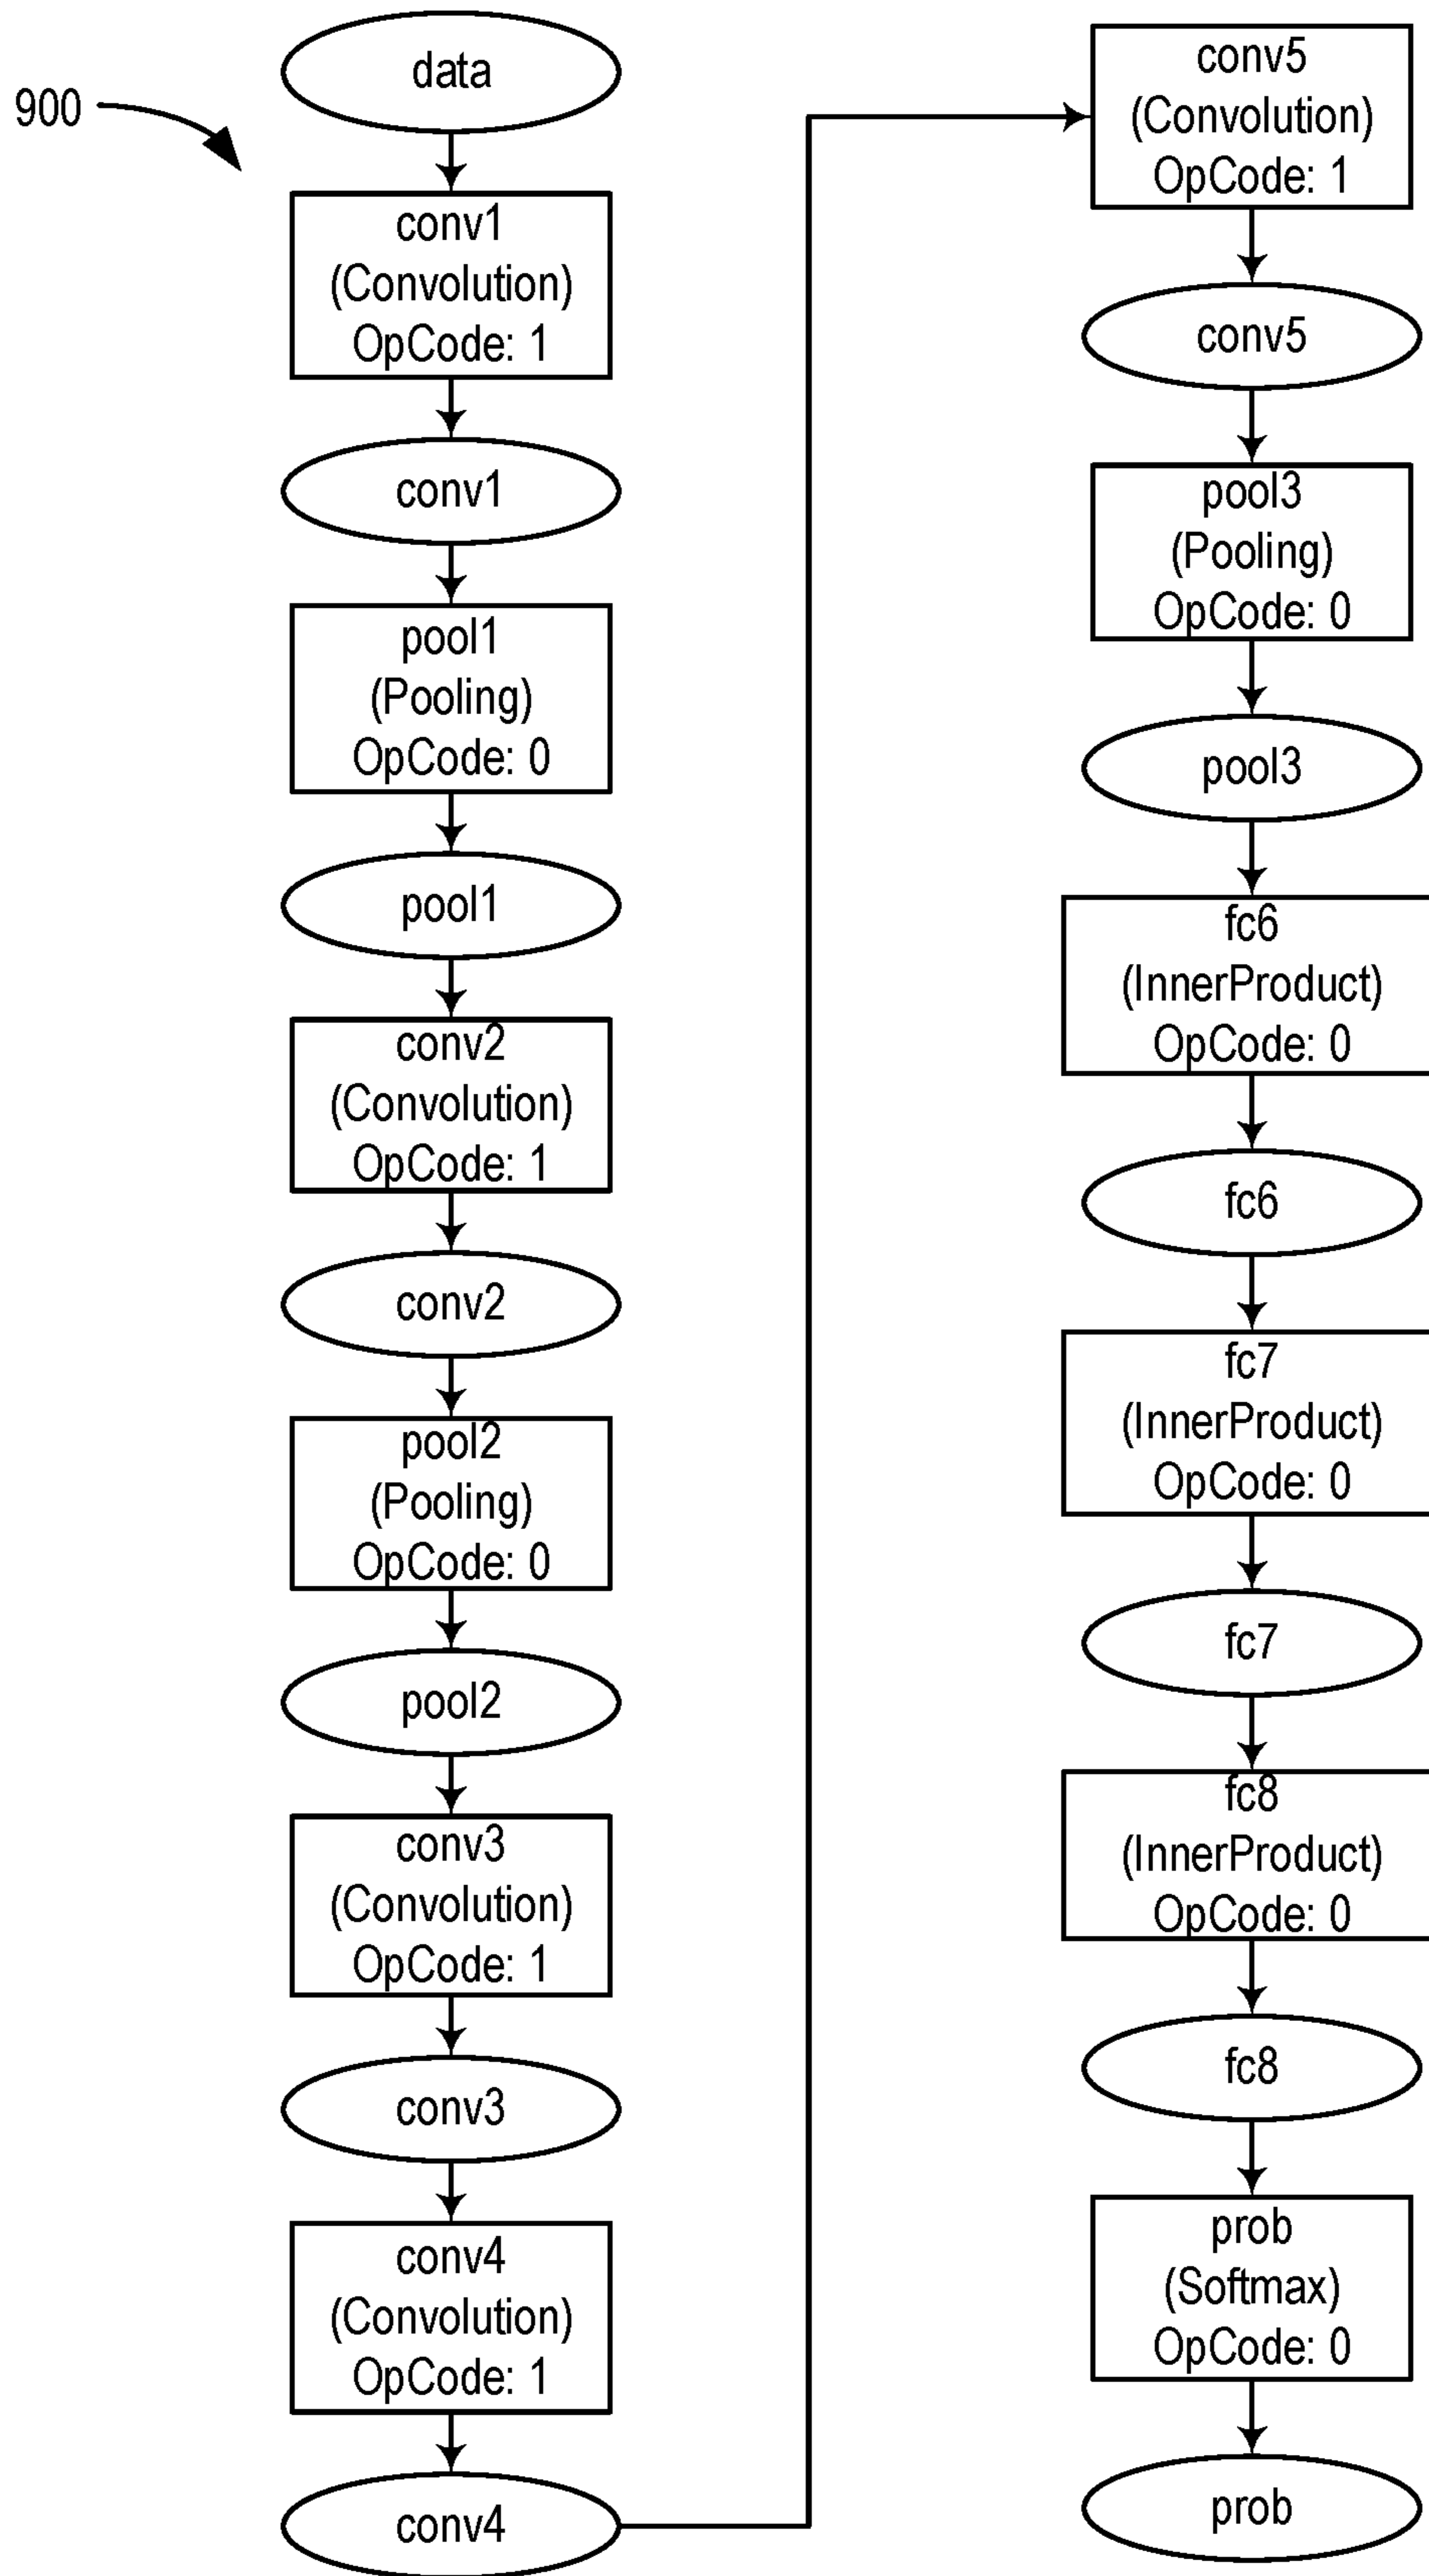 900
data
conv1
(Convolution)
OpCode: 1
conv1
pool1
(Pooling)
OpCode: 0
pool1
conv2
(Convolution)
OpCode: 1
conv2
pool2
(Pooling)
OpCode: 0
pool2
conv3
(Convolution)
OpCode: 1
conv3
conv4
(Convolution)
OpCode: 1
conv4
conv5
(Convolution)
OpCode: 1
conv5
pool3
(Pooling)
OpCode: 0
pool3
fc6
(InnerProduct)
OpCode: 0
fc6
fc7
(InnerProduct)
OpCode: 0
fc7
fc8
(InnerProduct)
OpCode: 0
fc8
prob
(Softmax)
OpCode: 0
prob